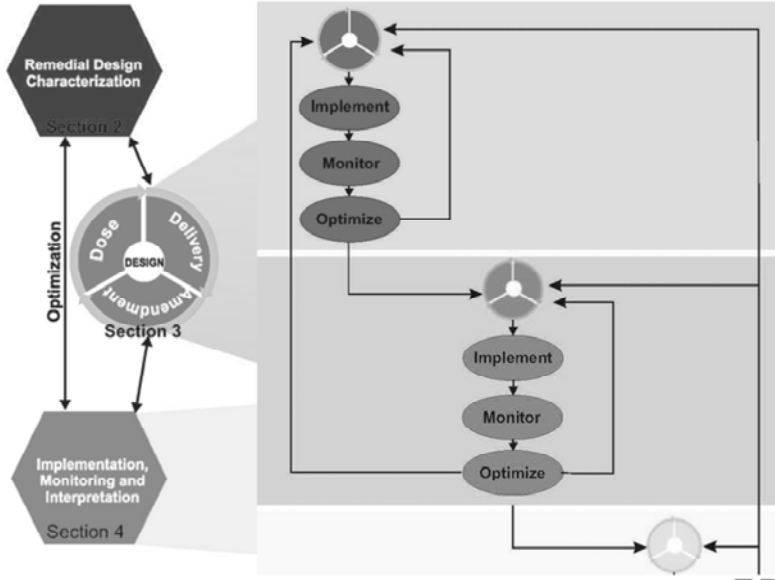 Remedial Design
Characterization
Section 2
Optimization
Dose
Delivery
DESIGN
Amendment
Section 3
Implementation,
Monitoring and
Interpretation
Section 4
Implement
Monitor
Optimize
Implement
Monitor
Optimize